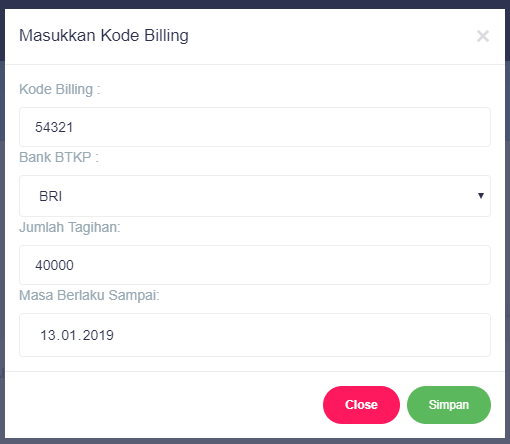 Masukkan Kode Billing
×
Kode Billing :
54321
Bank BTKP :
BRI
Jumlah Tagihan:
40000
Masa Berlaku Sampai:
13.01.2019
Close Simpan